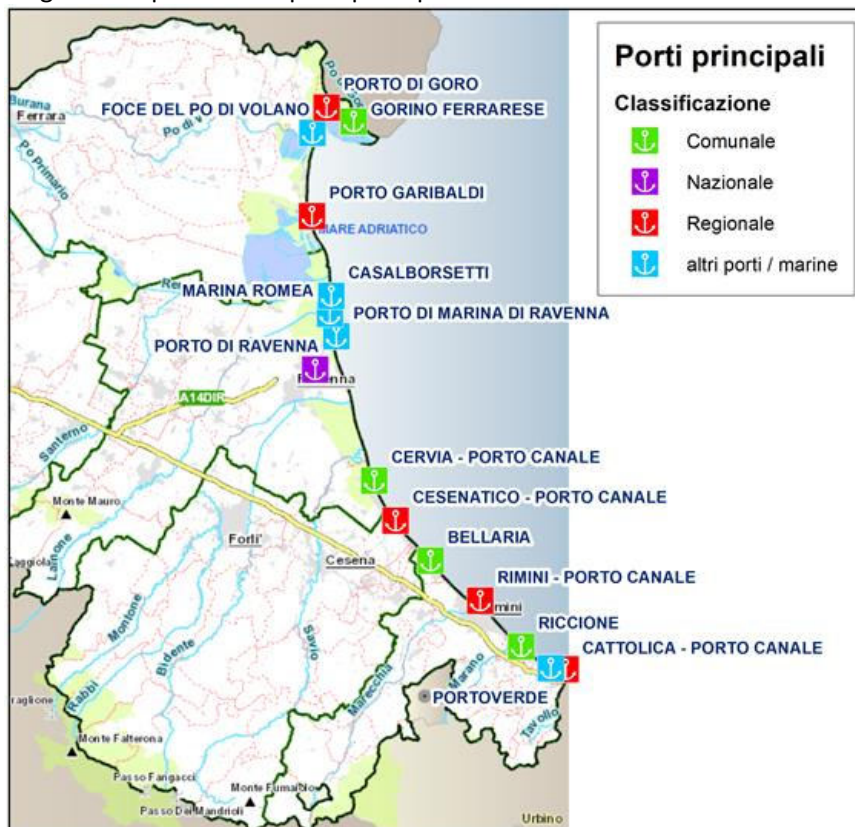 Porti principali
Classificazione
Comunale
Nazionale
Regionale
altri porti / marine
PORTO DI GORO
FOCE DEL PO DI VOLANO
GORINO FERRARESE
Burana
Ferrara
Po di v
Po Primario
PORTO GARIBALDI
MARE ADRIATICO
CASALBORSETTI
MARINA ROMEA
Re
PORTO DI MARINA DI RAVENNA
PORTO DI RAVENNA
enna
A14DIR
Santerno
CERVIA - PORTO CANALE
CESENATICO - PORTO CANALE
Monte Mauro
BELLARIA
Forli'
Cesena
Lamone
RIMINI - PORTO CANALE
mini
RICCIONE
Montone
Bidente
Savio
CATTOLICA - PORTO CANALE
Marecchia
Marano
Rabbi
PORTOVERDE
Tavollo
Monte Falterona
Passo Fangacci
Monte Fumaiolo
Passo Dei Mandrioli
Urbino